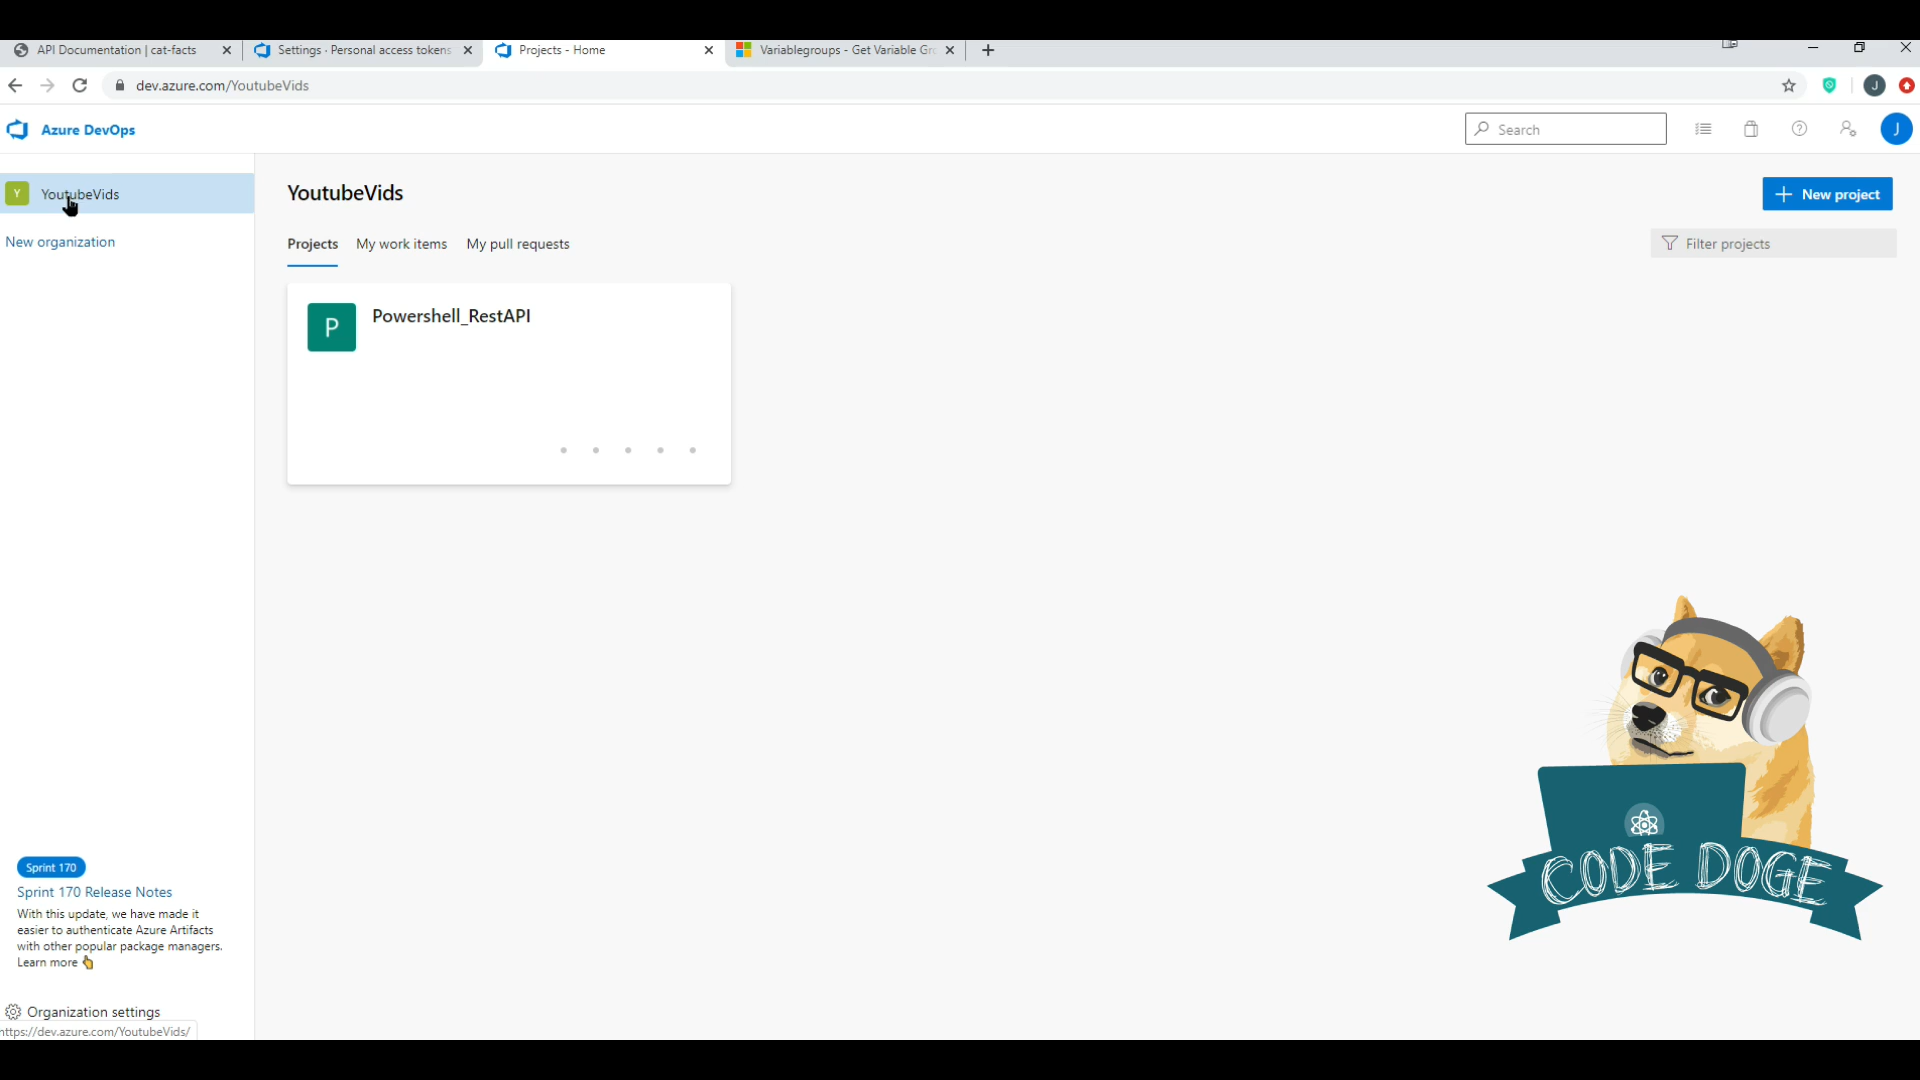 API Documentation | cat-facts
Settings · Personal access tokens
Projects - Home
Variablegroups - Get Variable Gro
dev.azure.com/YoutubeVids
J
Azure DevOps
Search
J
Y YoutubeVids
New organization
YoutubeVids
New project
Projects My work items My pull requests
Filter projects
P Powershell_RestAPI
CODE DOGE
Sprint 170
Sprint 170 Release Notes
With this update, we have made it
easier to authenticate Azure Artifacts
with other popular package managers.
Learn more
Organization settings
https://dev.azure.com/YoutubeVids/